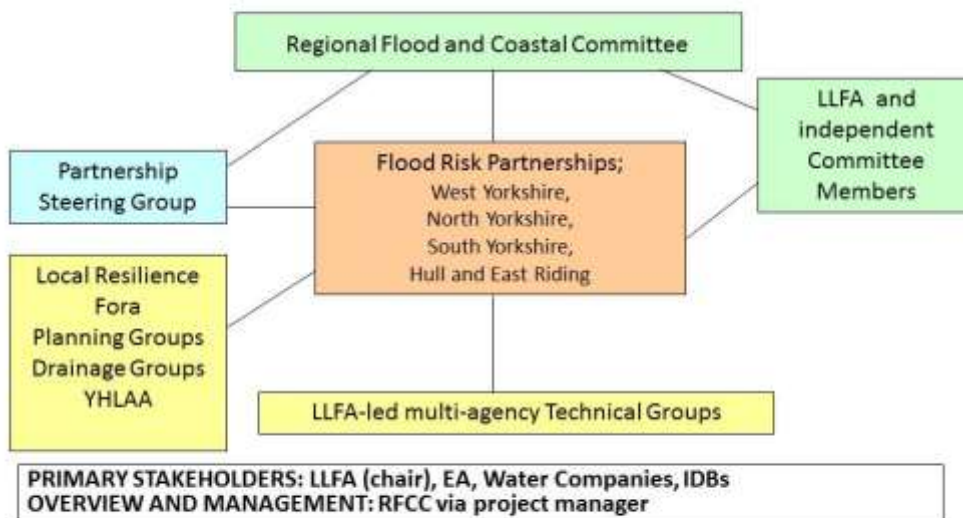 Regional Flood and Coastal Committee
LLFA and
independent
Committee
Members
Partnership
Steering Group
Flood Risk Partnerships;
West Yorkshire,
North Yorkshire,
South Yorkshire,
Hull and East Riding
Local Resilience
Fora
Planning Groups
Drainage Groups
YHLAA
LLFA-led multi-agency Technical Groups
PRIMARY STAKEHOLDERS: LLFA (chair), EA, Water Companies, IDBs
OVERVIEW AND MANAGEMENT: RFCC via project manager